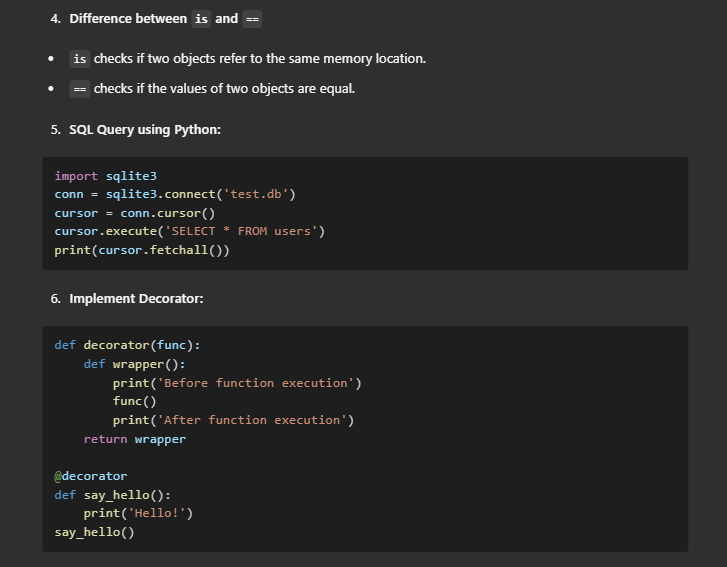 4. Difference between is and ==
• is checks if two objects refer to the same memory location.
• == checks if the values of two objects are equal.
5. SQL Query using Python:
import sqlite3
conn = sqlite3.connect('test.db')
cursor = conn.cursor()
cursor.execute('SELECT * FROM users')
print(cursor.fetchall())
6. Implement Decorator:
def decorator(func):
    def wrapper():
        print('Before function execution')
        func()
        print('After function execution')
    return wrapper

@decorator
def say_hello():
    print('Hello!')
say_hello()